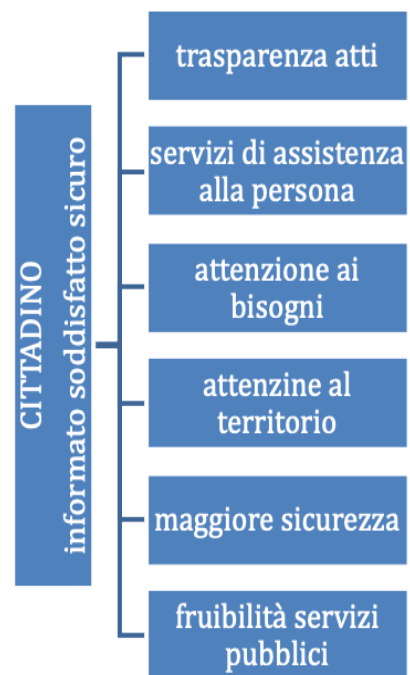 CITTADINO
informato soddisfatto sicuro
trasparenza atti
servizi di assistenza
alla persona
attenzione ai
bisogni
attenzine al
territorio
maggiore sicurezza
fruibilità servizi
pubblici